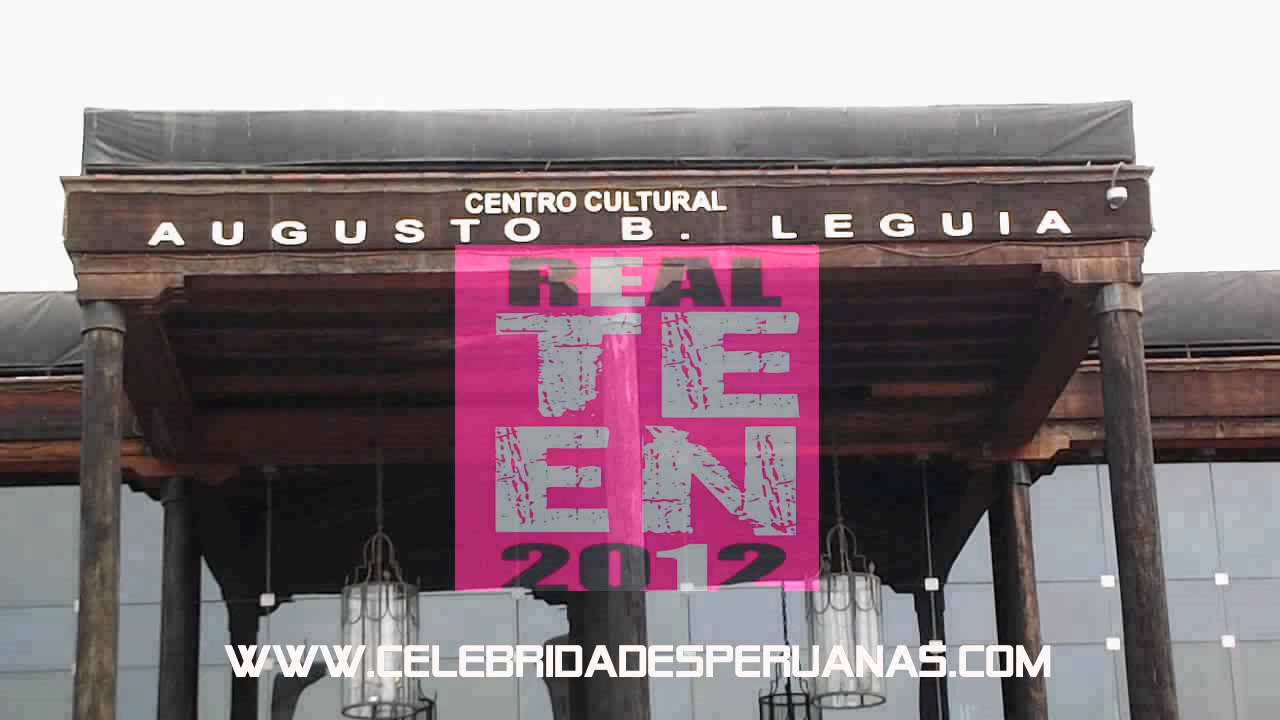 CENTRO CULTURAL
AUGUSTO B. LEGUIA
REAL
TE
EN
2012
WWW.CELEBRIDADESPERUANAS.COM